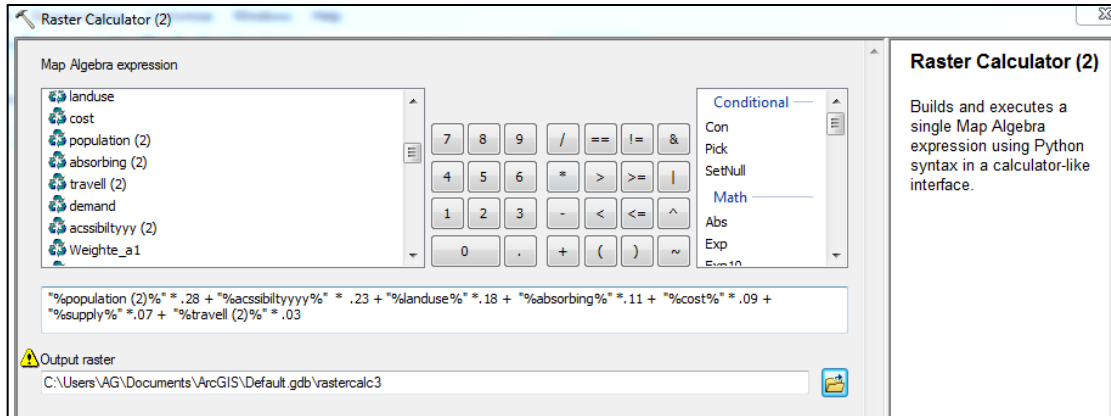 Raster Calculator (2)
Map Algebra expression
landuse
cost
population (2)
absorbing (2)
travell (2)
demand
acssibiltyyy (2)
Weighte_a1
7 8 9 / == != &
4 5 6 * > >= |
1 2 3 - < <= ^
0 . + ( ) ~
Conditional
Con
Pick
SetNull
Math
Abs
Exp
Exp10
"%population (2)%" * .28 + "%acssibiltyyyy%" * .23 + "%landuse%" *.18 + "%absorbing%" *.11 + "%cost%" * .09 +
"%supply%" *.07 + "%travell (2)%" * .03
Output raster
C:\Users\AG\Documents\ArcGIS\Default.gdb\rastercalc3
Raster Calculator (2)
Builds and executes a
single Map Algebra
expression using Python
syntax in a calculator-like
interface.